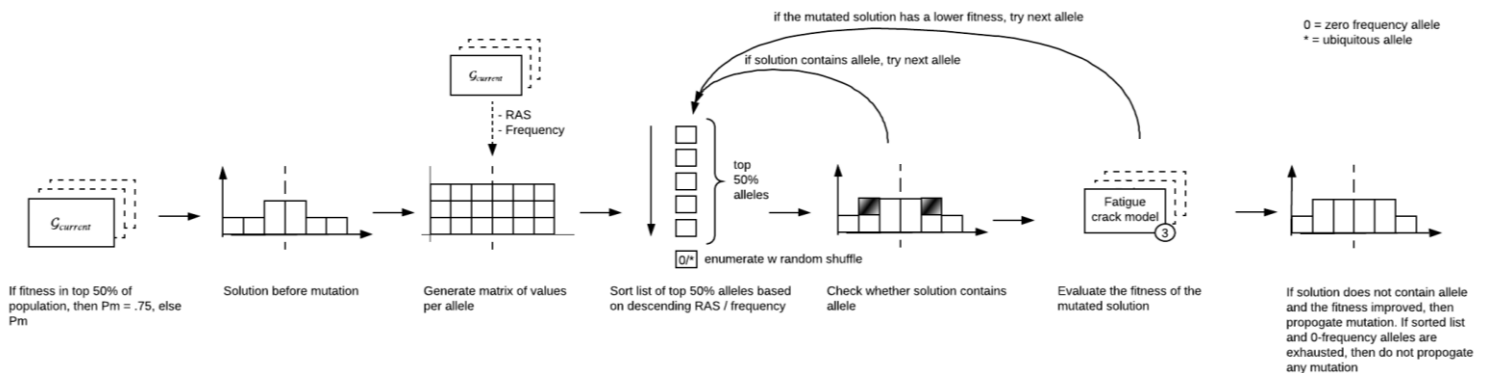 if the mutated solution has a lower fitness, try next allele
0 = zero frequency allele
* = ubiquitous allele
if solution contains allele, try next allele
𝒢current
- RAS
- Frequency
top
50%
alleles
𝒢current
Fatigue
crack model
3
0/* enumerate w random shuffle
If fitness in top 50% of
population, then Pm = .75, else
Pm
Solution before mutation
Generate matrix of values
per allele
Sort list of top 50% alleles based
on descending RAS / frequency
Check whether solution contains
allele
Evaluate the fitness of the
mutated solution
If solution does not contain allele
and the fitness improved, then
propogate mutation. If sorted list
and 0-frequency alleles are
exhausted, then do not propogate
any mutation